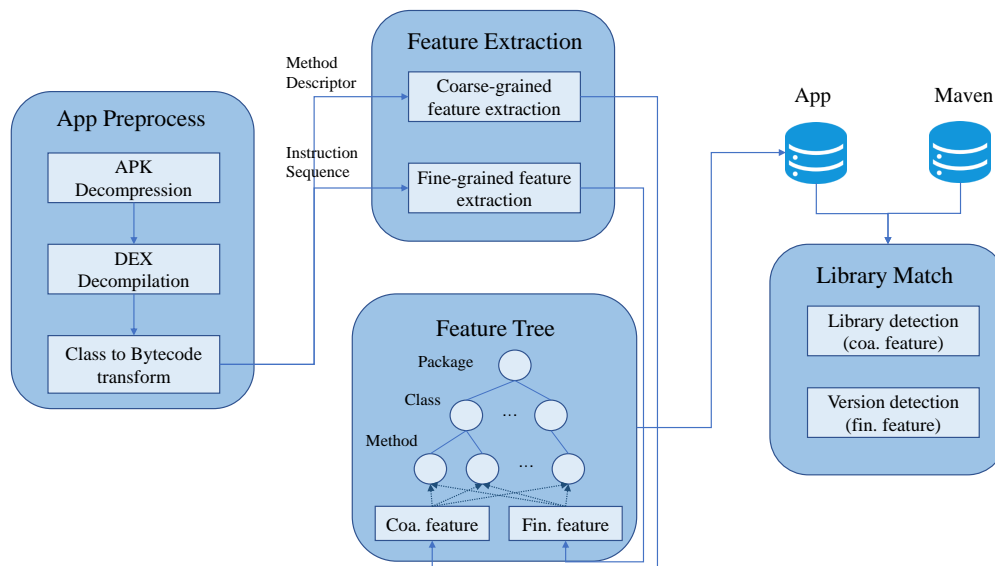 App Preprocess
APK
Decompression
DEX
Decompilation
Class to Bytecode
transform
Method
Descriptor
Instruction
Sequence
Feature Extraction
Coarse-grained
feature extraction
Fine-grained feature
extraction
Feature Tree
Package
Class
...
Method
...
Coa. feature
Fin. feature
App
Maven
Library Match
Library detection
(coa. feature)
Version detection
(fin. feature)